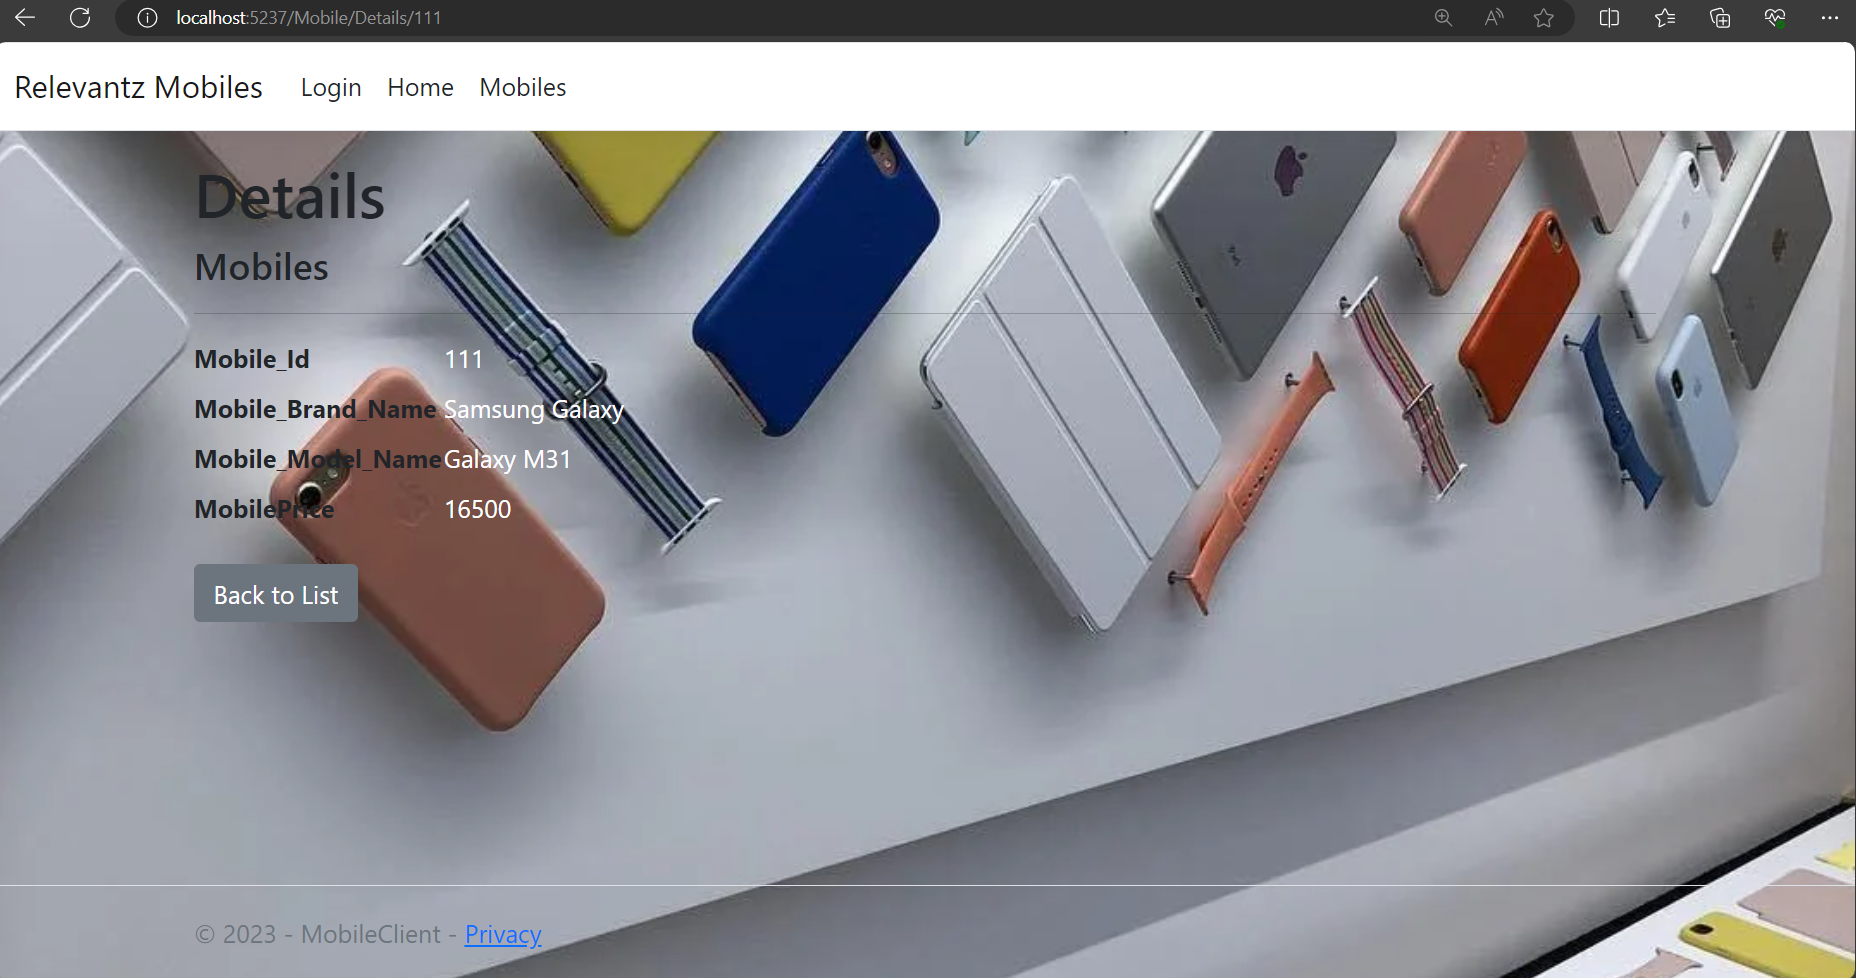 localhost:5237/Mobile/Details/111
Relevantz Mobiles Login Home Mobiles
Details
Mobiles
Mobile_Id 111
Mobile_Brand_Name Samsung Galaxy
Mobile_Model_Name Galaxy M31
MobilePrice 16500
Back to List
© 2023 - MobileClient - Privacy